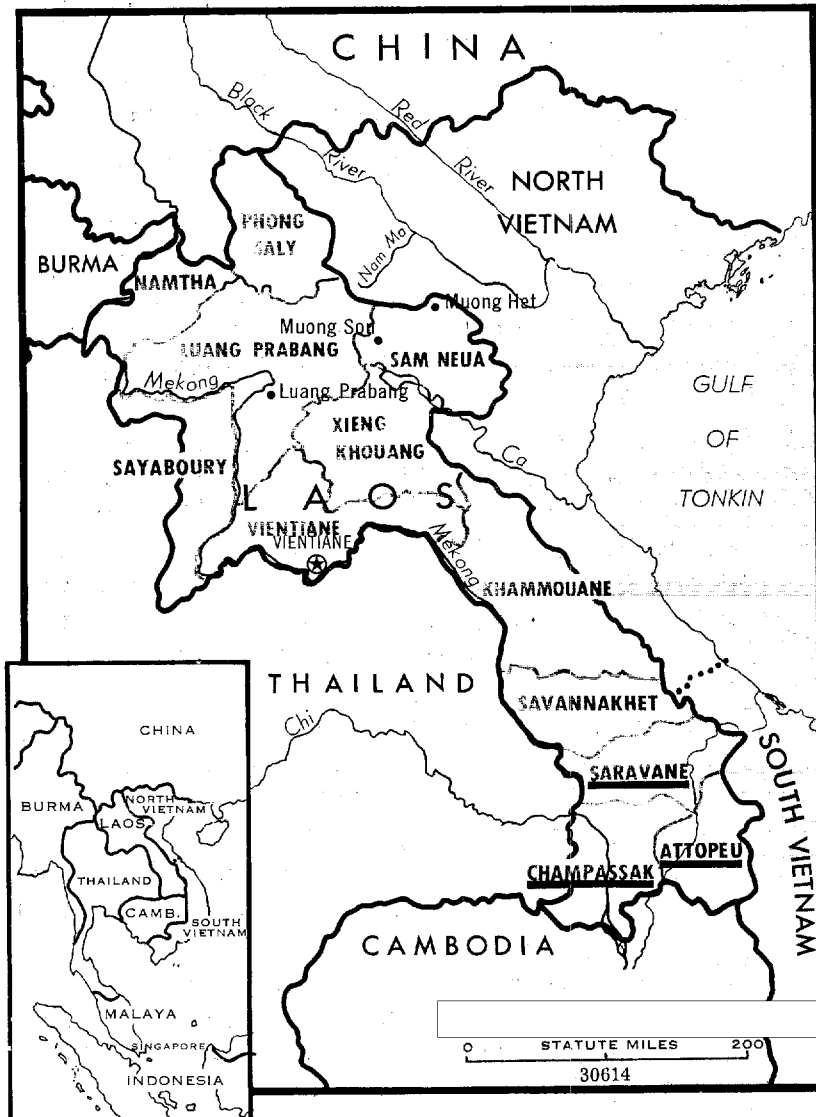 CHINA
Black
River
Red
River
NORTH
VIETNAM
PHONG
SALY
Nam Ma
BURMA
NAMTHA
Muong Het
Muong Son
LUANG PRABANG
SAM NEUA
Mekong
Luang Prabang
GULF
OF
TONKIN
XIENG
KHOUANG
Ca
SAYABOURY
LAOS
VIENTIANE
VIENTIANE
Mekong
KHAMMOUANE
THAILAND
SAVANNAKHET
Chi
SOUTH VIETNAM
SARAVANE
ATTOPEU
CHAMPASSAK
CAMBODIA
0 STATUTE MILES 200
30614
CHINA
BURMA
NORTH
VIETNAM
LAOS
THAILAND
CAMB.
SOUTH
VIETNAM
MALAYA
SINGAPORE
INDONESIA